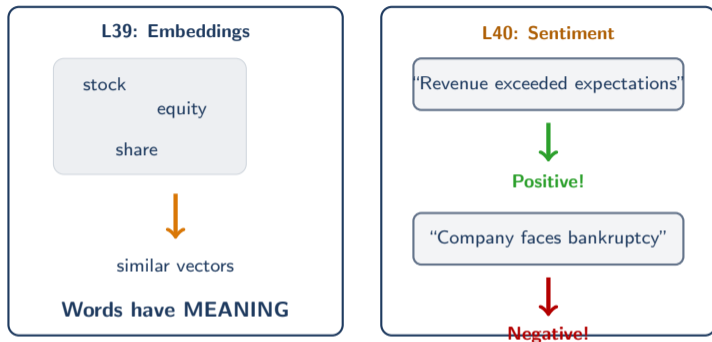 L39: Embeddings
stock
equity
share
similar vectors
Words have MEANING
L40: Sentiment
“Revenue exceeded expectations”
Positive!
“Company faces bankruptcy”
Negative!